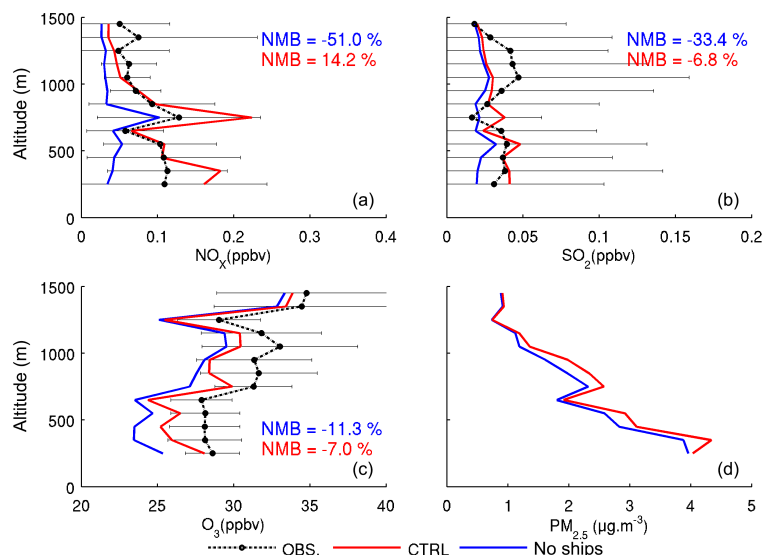 1500
1000
500
0
Altitude (m)
NMB = -51.0 %
NMB = 14.2 %
(a)
0 0.1 0.2 0.3 0.4
NOX(ppbv)
NMB = -33.4 %
NMB = -6.8 %
(b)
0 0.05 0.1 0.15 0.2
SO2(ppbv)
1500
1000
500
0
Altitude (m)
NMB = -11.3 %
NMB = -7.0 %
(c)
20 25 30 35 40
O3(ppbv)
(d)
0 1 2 3 4 5
PM2.5 (μg.m-3)
OBS. CTRL No ships